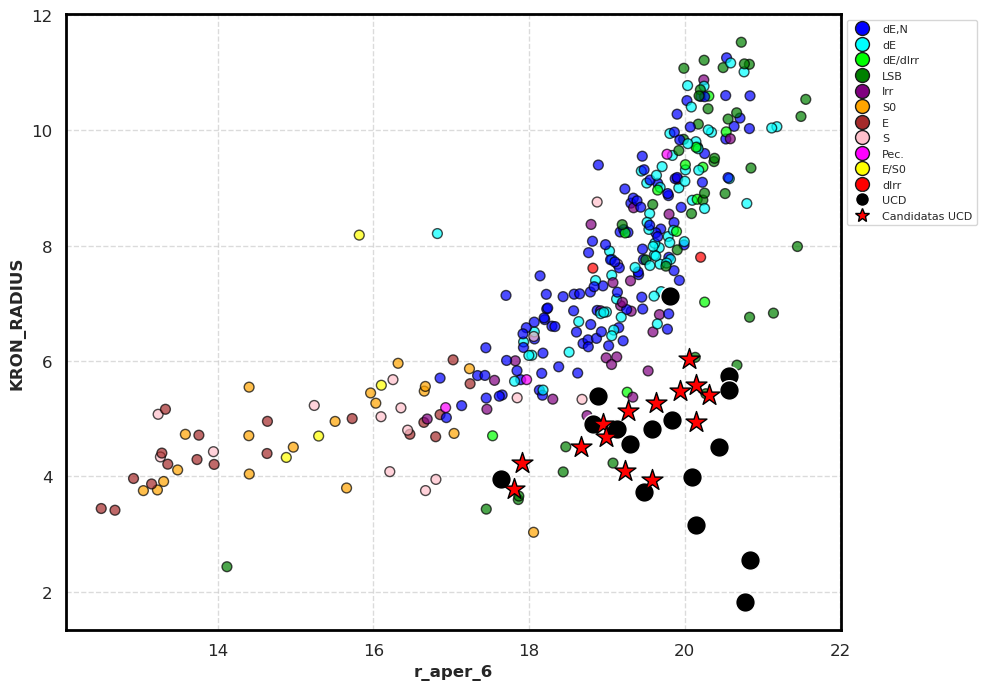 12
10
8
6
4
2
KRON_RADIUS
14
16
18
20
22
r_aper_6
dE,N
dE
dE/dIrr
LSB
Irr
S0
E
S
Pec.
E/S0
dIrr
UCD
Candidatas UCD